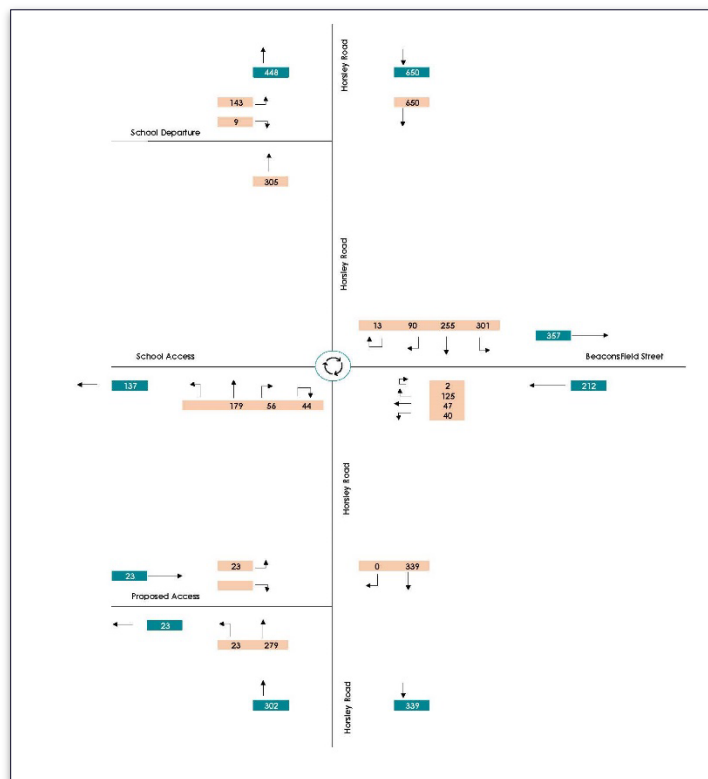 448
Horsley Road
650
143
650
9
School Departure
305
Horsley Road
13 90 255 301
357
School Access
Beaconsfield Street
137
179 56 44
2
212
125
47
40
Horsley Road
23
0 339
23
Proposed Access
23
23 279
Horsley Road
302
339